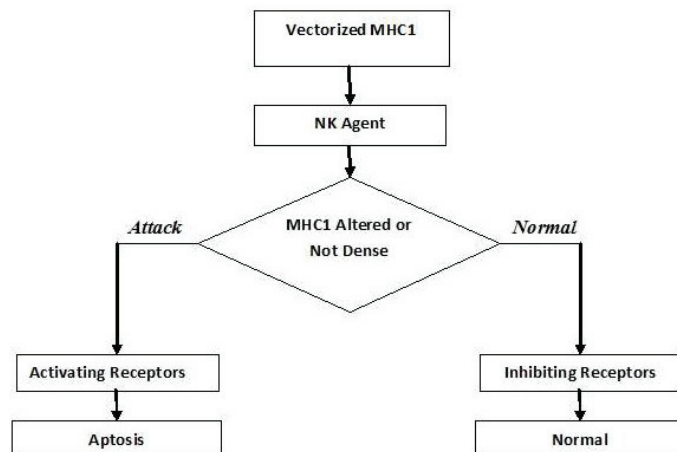 Vectorized MHC1
NK Agent
MHC1 Altered or
Not Dense
Attack
Normal
Activating Receptors
Inhibiting Receptors
Aptosis
Normal